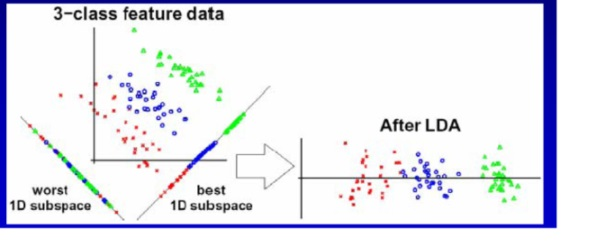 3-class feature data
After LDA
worst
1D subspace
best
1D subspace